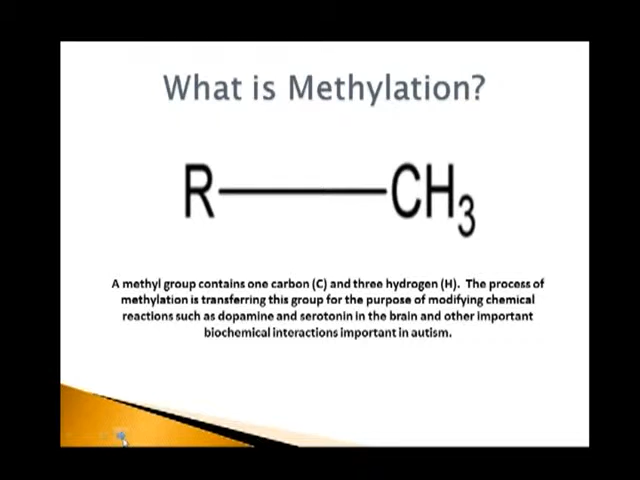 What is Methylation?
R CH3
A methyl group contains one carbon (C) and three hydrogen (H). The process of
methylation is transferring this group for the purpose of modifying chemical
reactions such as dopamine and serotonin in the brain and other important
biochemical interactions important in autism.